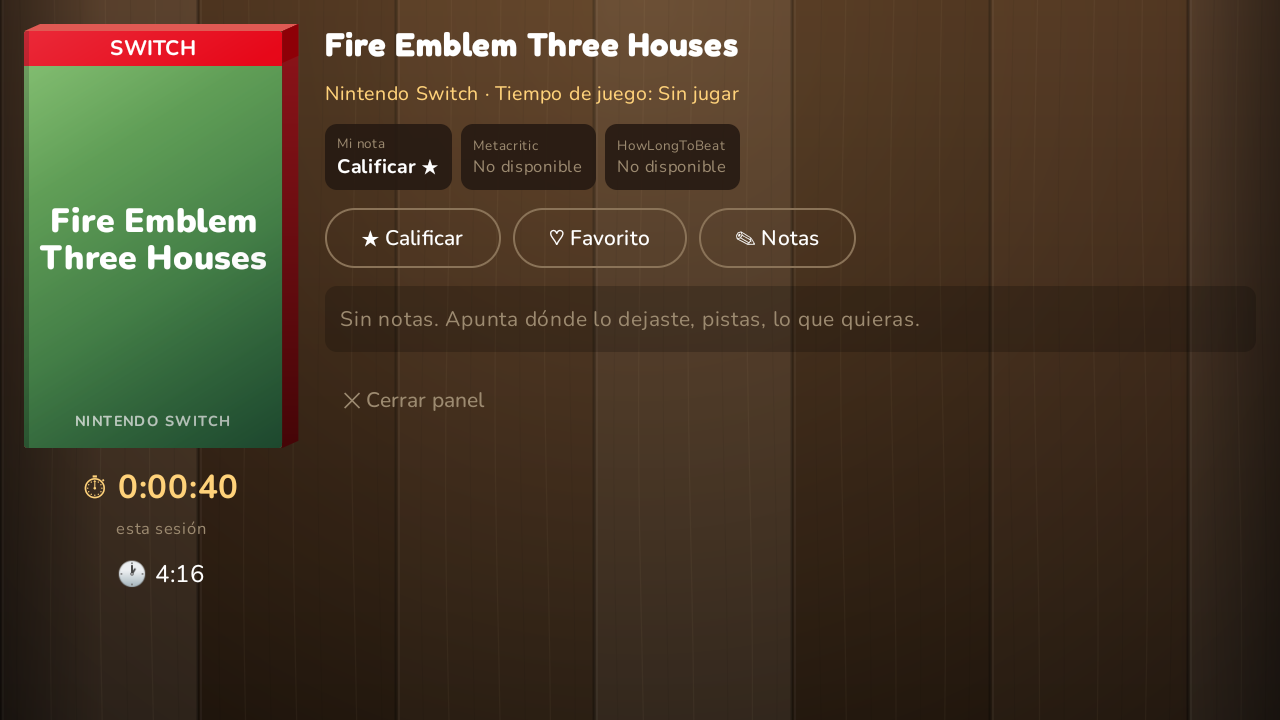 SWITCH
Fire Emblem
Three Houses
NINTENDO SWITCH
⏱ 0:00:40
esta sesión
🕐 4:16
Fire Emblem Three Houses
Nintendo Switch · Tiempo de juego: Sin jugar
Mi nota
Calificar ★
Metacritic
No disponible
HowLongToBeat
No disponible
★ Calificar
♡ Favorito
✎ Notas
Sin notas. Apunta dónde lo dejaste, pistas, lo que quieras.
✕ Cerrar panel